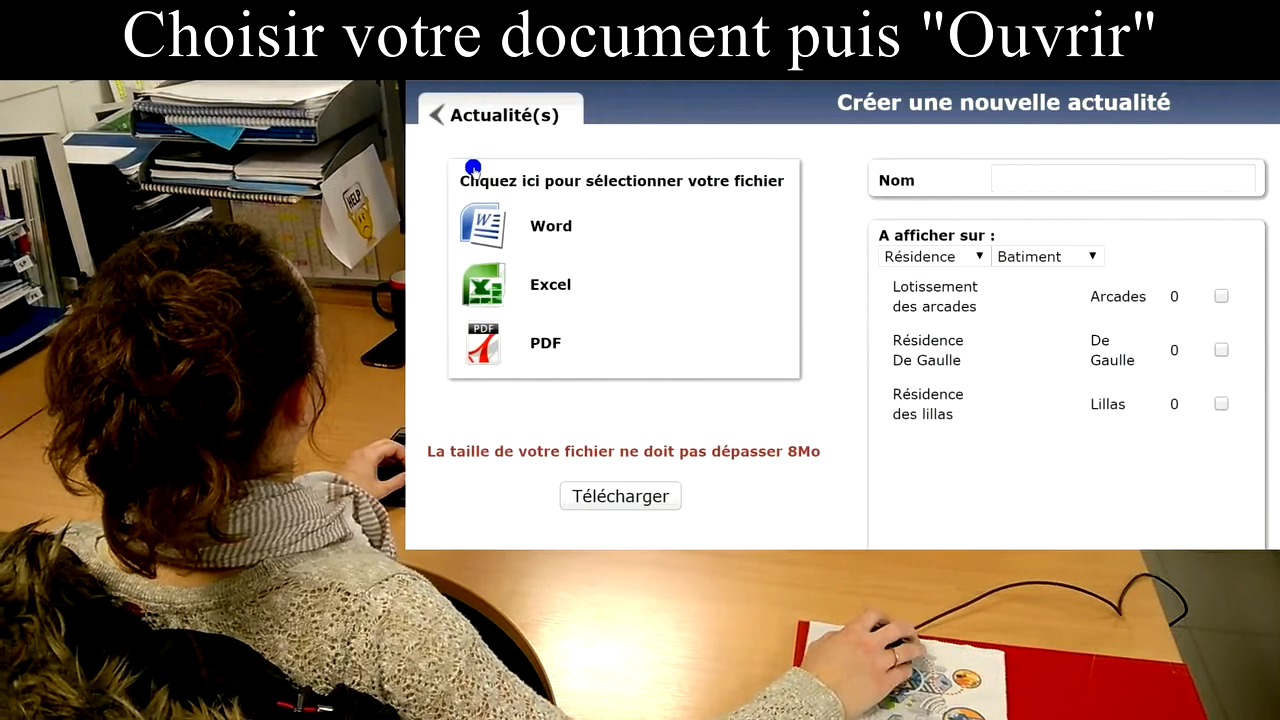 Choisir votre document puis "Ouvrir"
Actualité(s)
Créer une nouvelle actualité
Cliquez ici pour sélectionner votre fichier
Word
Excel
PDF
PDF
La taille de votre fichier ne doit pas dépasser 8Mo
Télécharger
Nom
A afficher sur :
Résidence Batiment
Lotissement
des arcades
Arcades 0
Résidence
De Gaulle
De
Gaulle
0
Résidence
des lillas
Lillas 0
HELP